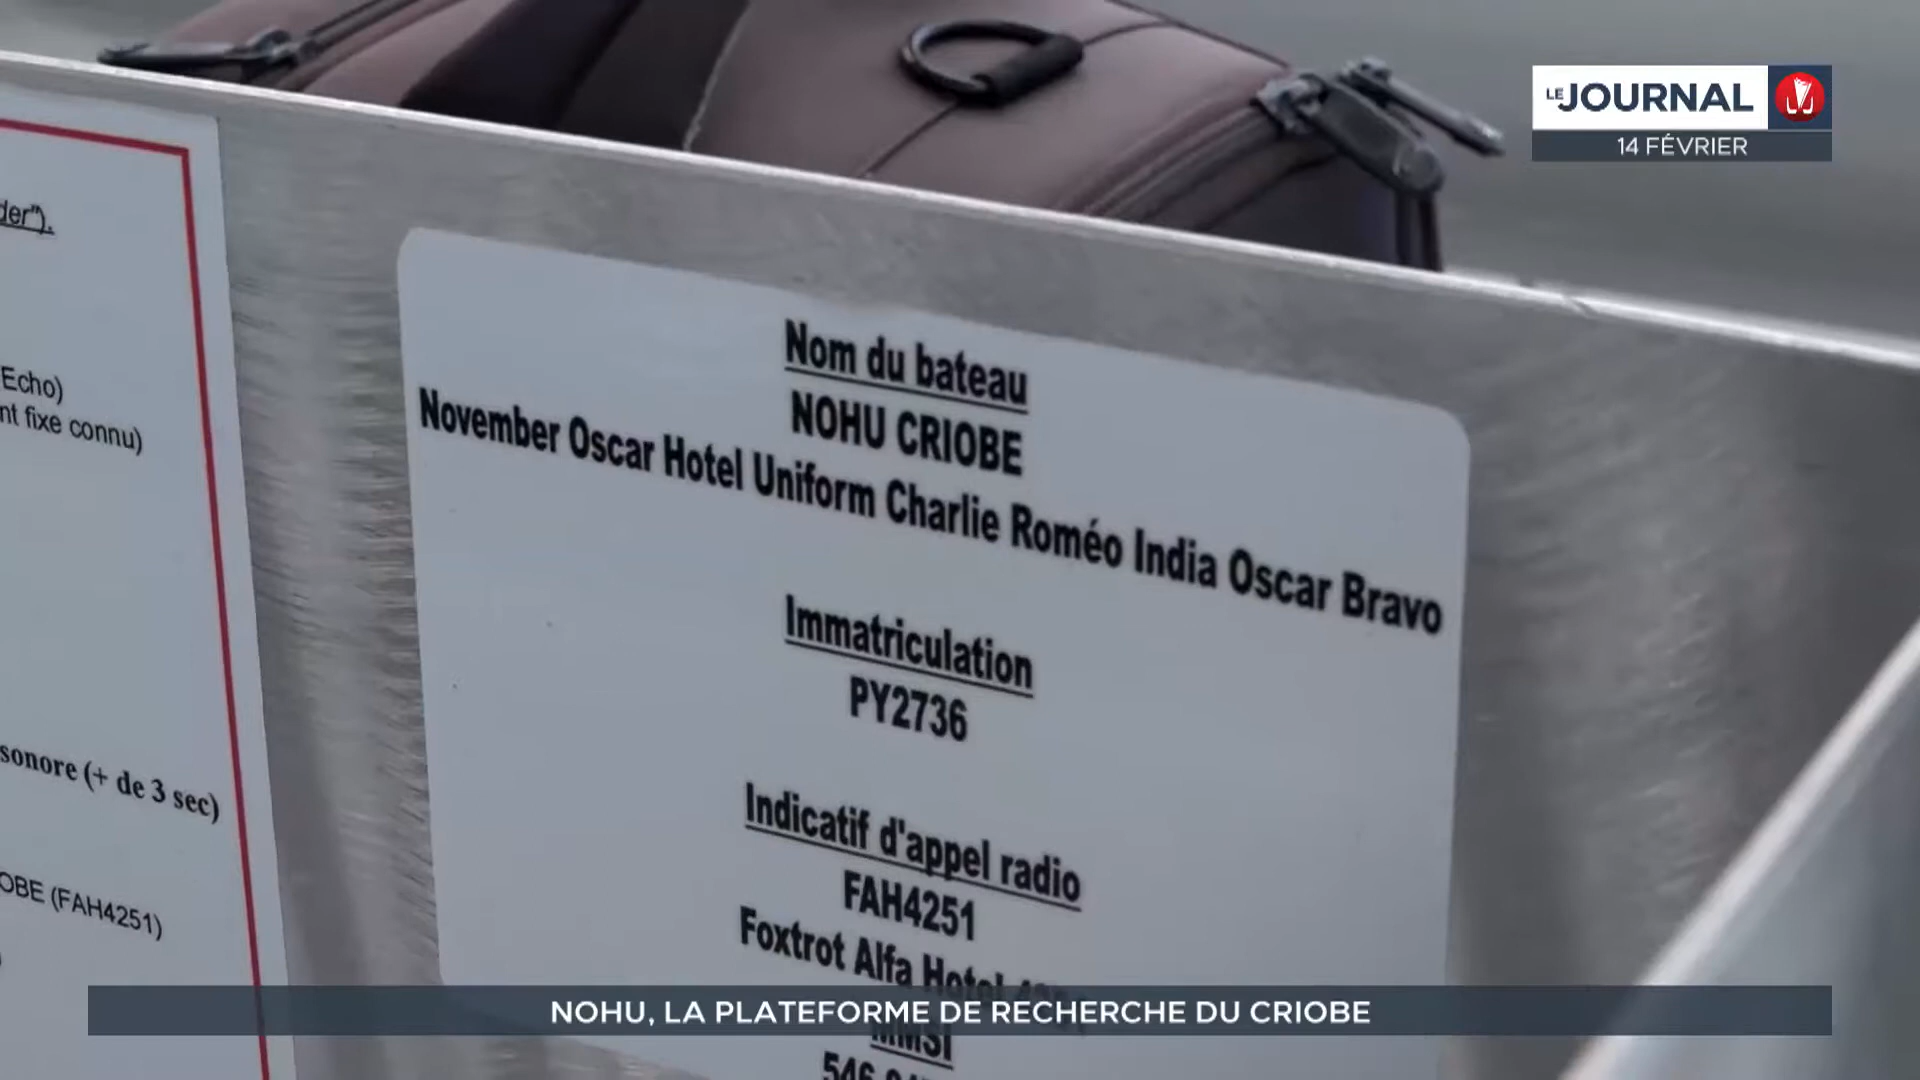 LE JOURNAL
14 FÉVRIER
der").
Echo)
nt fixe connu)
sonore (+ de 3 sec)
OBE (FAH4251)
Nom du bateau
NOHU CRIOBE
November Oscar Hotel Uniform Charlie Roméo India Oscar Bravo
Immatriculation
PY2736
Indicatif d'appel radio
FAH4251
Foxtrot Alfa Hotel
MMSI
546
NOHU, LA PLATEFORME DE RECHERCHE DU CRIOBE